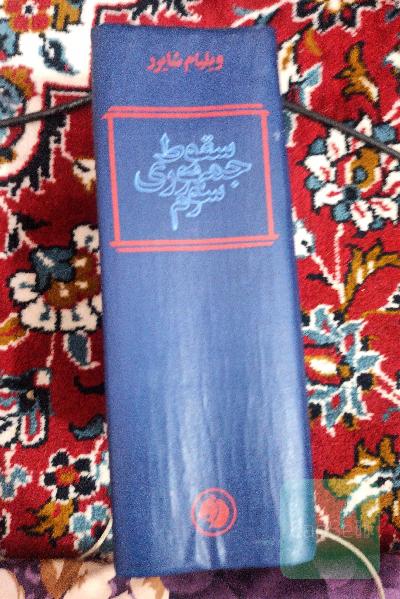 ویلیام شایرر
سقوط
جمهوری
سوم